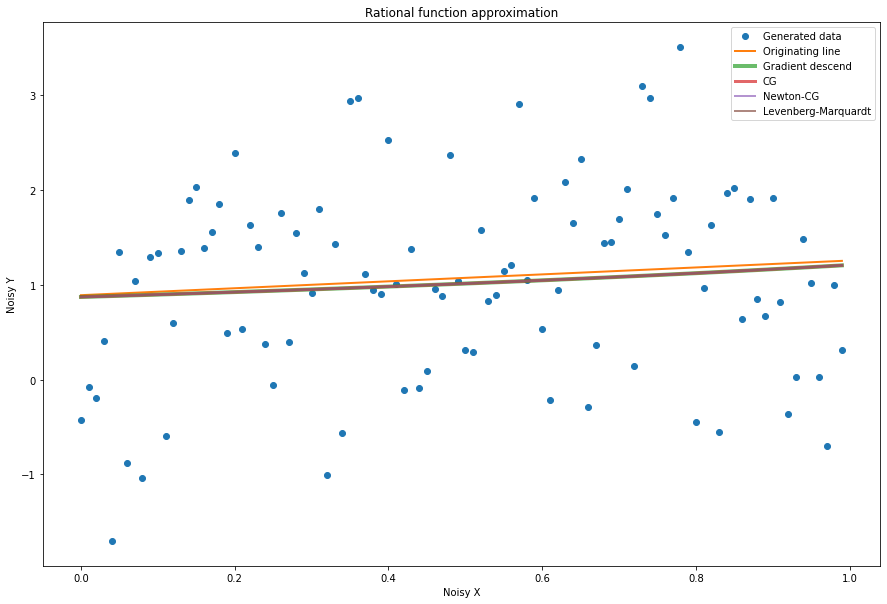 Rational function approximation
Generated data
Originating line
Gradient descend
CG
Newton-CG
Levenberg-Marquardt
Noisy Y
3
2
1
0
−1
0.0 0.2 0.4 0.6 0.8 1.0
Noisy X